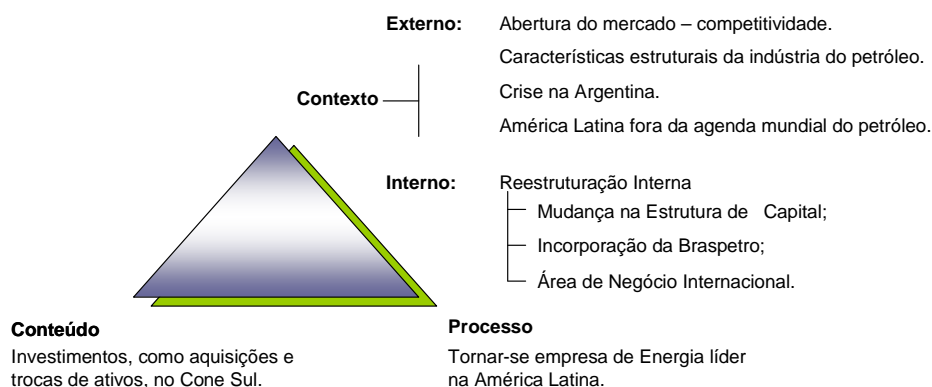 Externo: Abertura do mercado – competitividade.
Características estruturais da indústria do petróleo.
Contexto
Crise na Argentina.
América Latina fora da agenda mundial do petróleo.
Interno: Reestruturação Interna
Mudança na Estrutura de Capital;
Incorporação da Braspetro;
Área de Negócio Internacional.
Conteúdo
Investimentos, como aquisições e
trocas de ativos, no Cone Sul.
Processo
Tornar-se empresa de Energia líder
na América Latina.